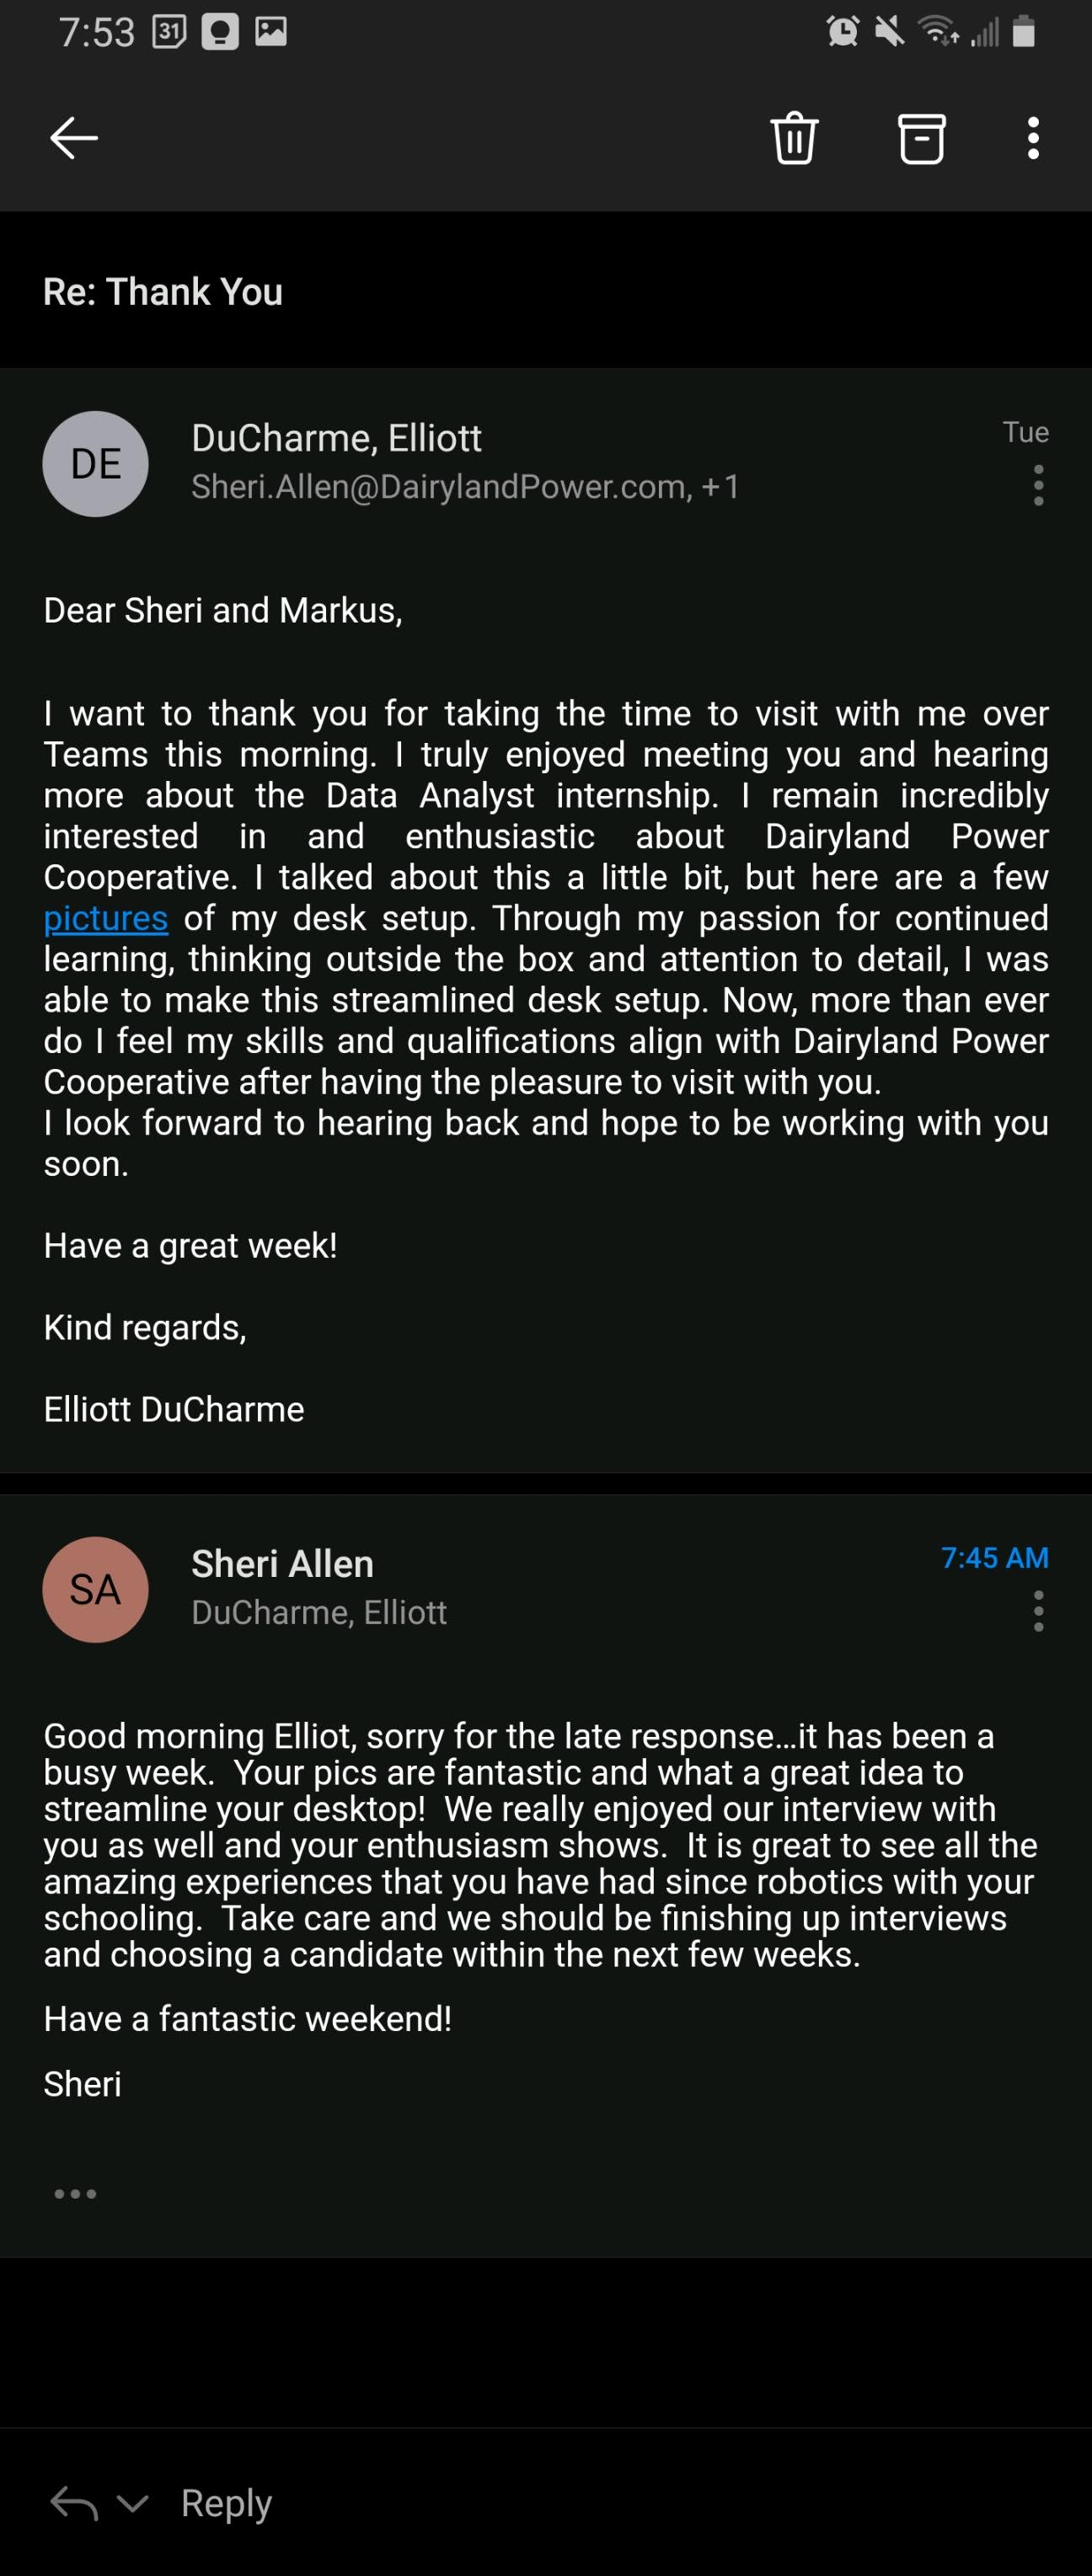 7:53 31
Re: Thank You
DE
DuCharme, Elliott
Tue
Sheri.Allen@DairylandPower.com, +1
Dear Sheri and Markus,
I want to thank you for taking the time to visit with me over
Teams this morning. I truly enjoyed meeting you and hearing
more about the Data Analyst internship. I remain incredibly
interested in and enthusiastic about Dairyland Power
Cooperative. I talked about this a little bit, but here are a few
pictures of my desk setup. Through my passion for continued
learning, thinking outside the box and attention to detail, I was
able to make this streamlined desk setup. Now, more than ever
do I feel my skills and qualifications align with Dairyland Power
Cooperative after having the pleasure to visit with you.
I look forward to hearing back and hope to be working with you
soon.
Have a great week!
Kind regards,
Elliott DuCharme
SA
Sheri Allen
7:45 AM
DuCharme, Elliott
Good morning Elliot, sorry for the late response...it has been a
busy week.  Your pics are fantastic and what a great idea to
streamline your desktop!  We really enjoyed our interview with
you as well and your enthusiasm shows.  It is great to see all the
amazing experiences that you have had since robotics with your
schooling.  Take care and we should be finishing up interviews
and choosing a candidate within the next few weeks.
Have a fantastic weekend!
Sheri
Reply